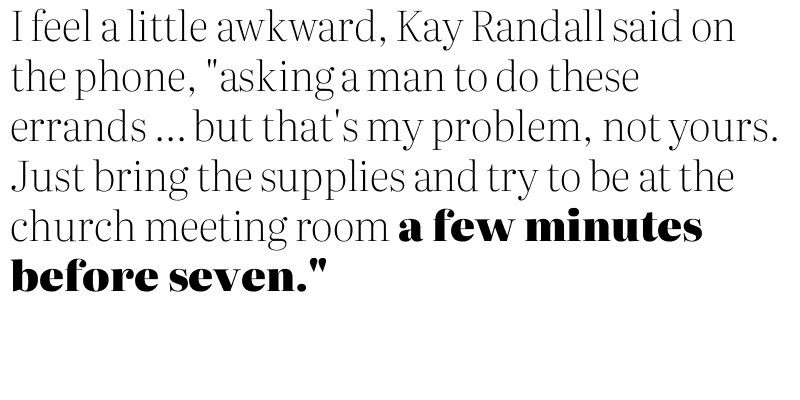 I feel a little awkward, Kay Randall said on
the phone, "asking a man to do these
errands ... but that's my problem, not yours.
Just bring the supplies and try to be at the
church meeting room a few minutes
before seven."